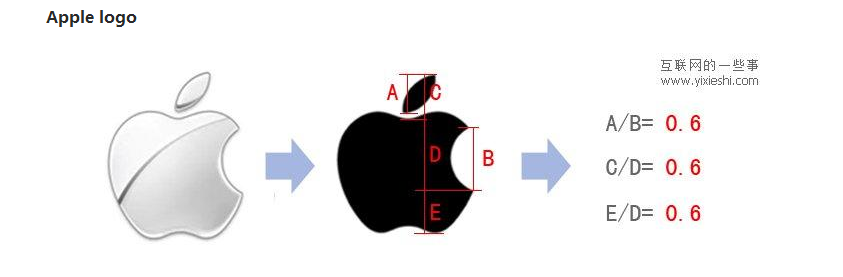 Apple logo
互联网的一些事
www.yixieshi.com
A
C
D
B
E
A/B= 0.6
C/D= 0.6
E/D= 0.6